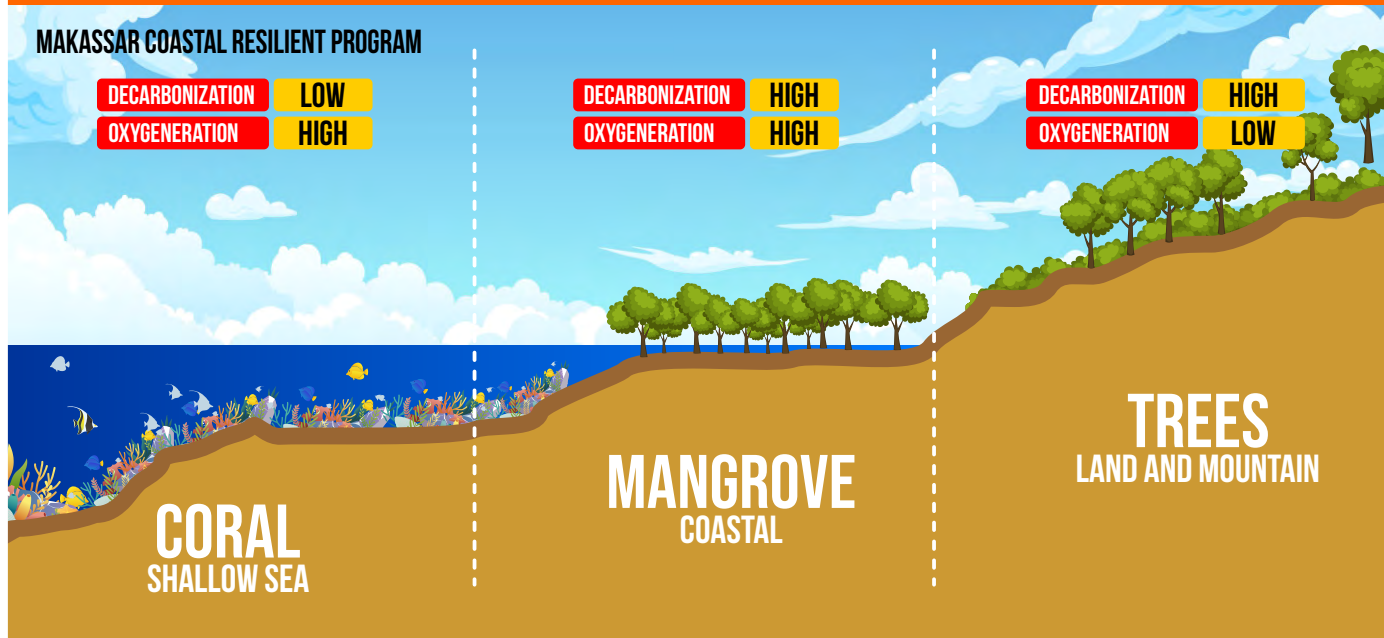 MAKASSAR COASTAL RESILIENT PROGRAM
DECARBONIZATION LOW
OXYGENERATION HIGH
DECARBONIZATION HIGH
OXYGENERATION HIGH
DECARBONIZATION HIGH
OXYGENERATION LOW
CORAL
SHALLOW SEA
MANGROVE
COASTAL
TREES
LAND AND MOUNTAIN